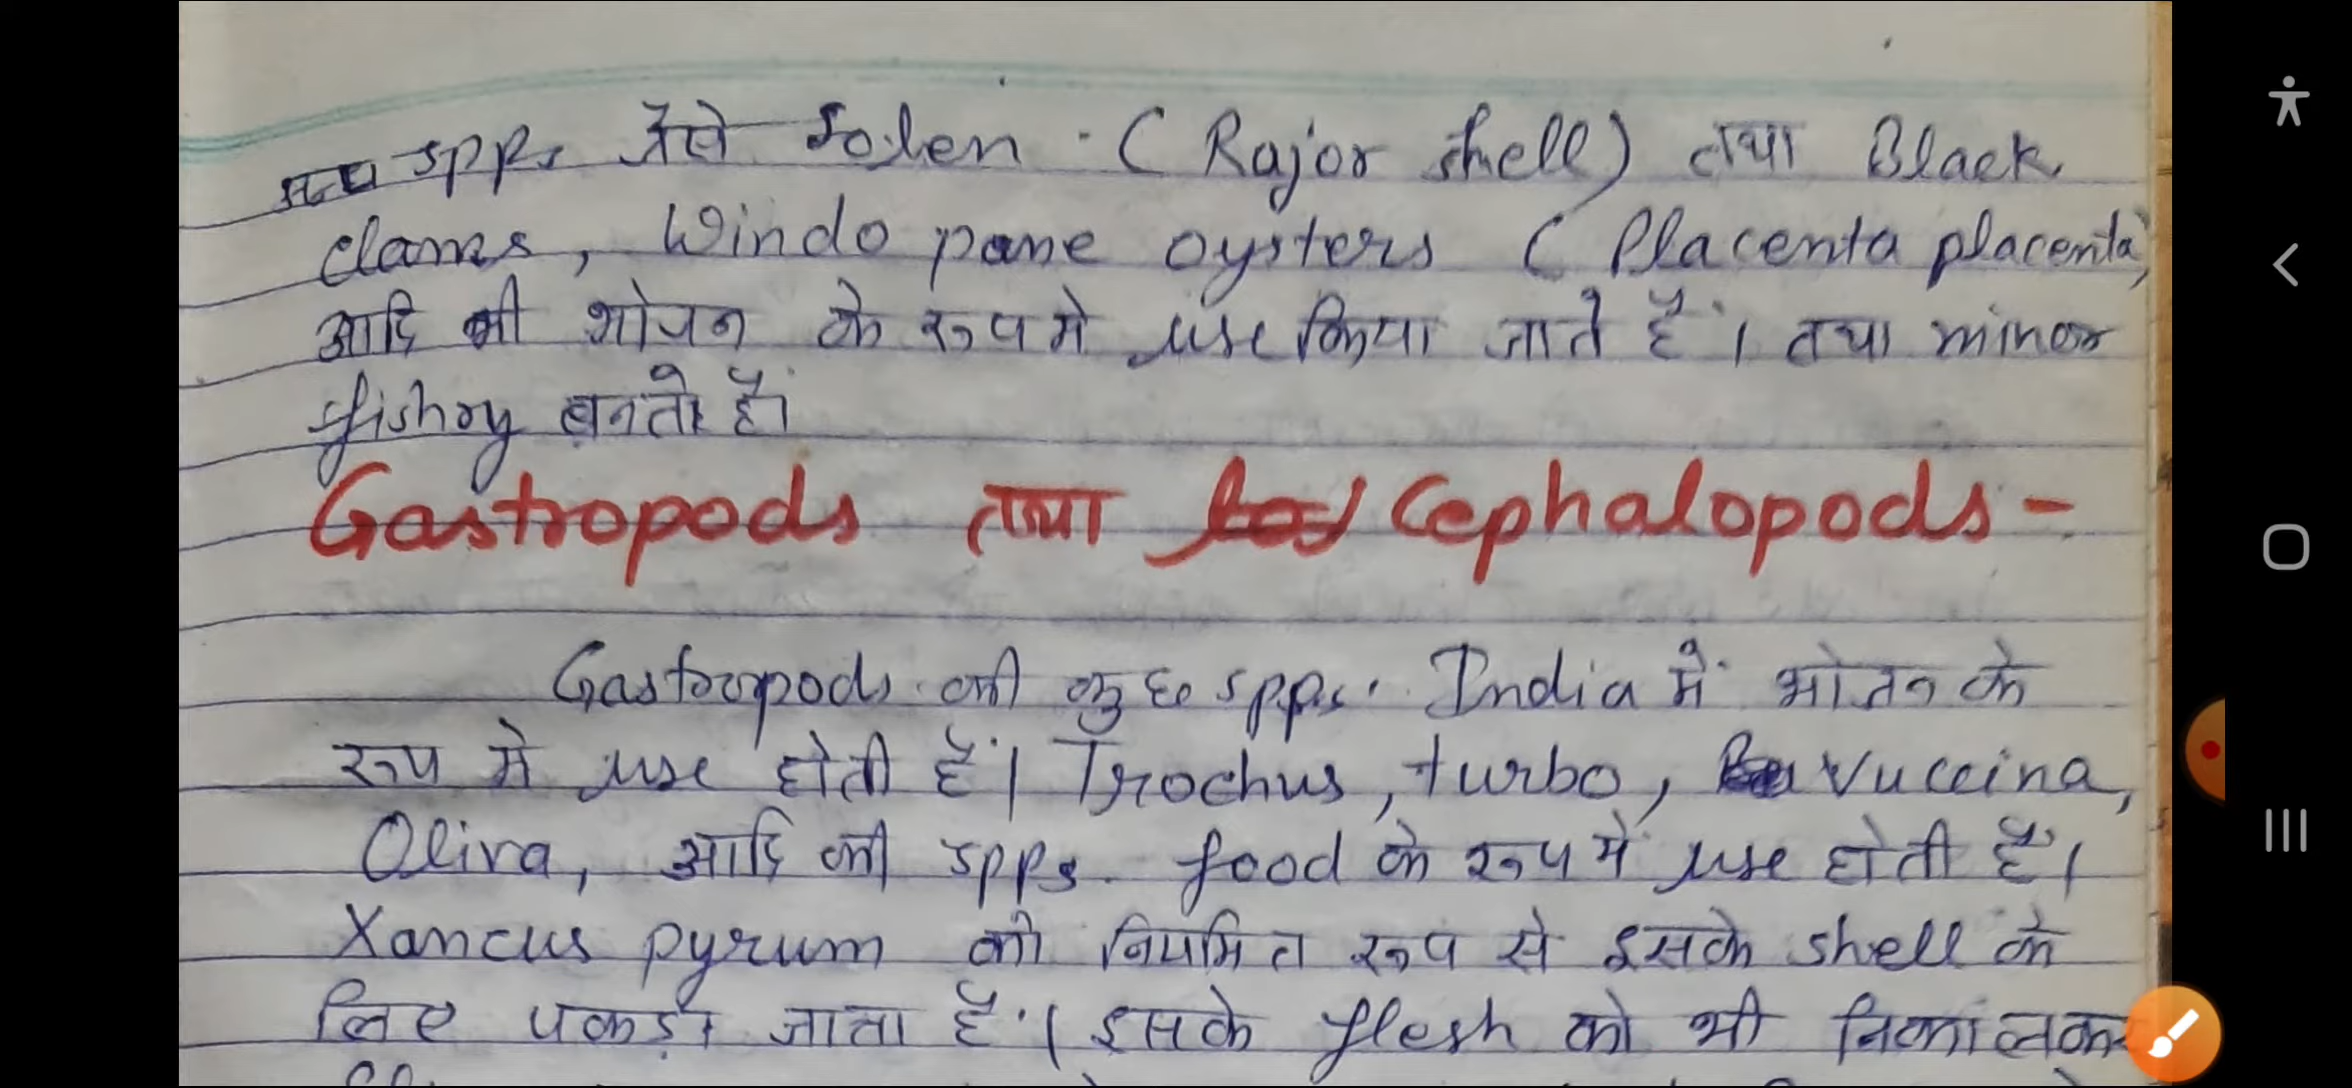 spps. जैसे Solen (Rajor shell) तथा Black
clams, Windo pane oysters (Placenta placenta)
आदि भी भोजन के रूप मे use किया जाते है। तथा minor
fishry बनतो है।
Gastropods तथा Cephalopods -
Gastropods की कुछ spps. India में भोजन के
रूप मे use होती है। Trochus, turbo, Vuccina,
Oliva, आदि की spps. food के रूप में use होती है।
Xancus pyrum को नियमित रूप से इसके shell के
लिए पकड़ा जाता है। इसके flesh को भी निकालकर